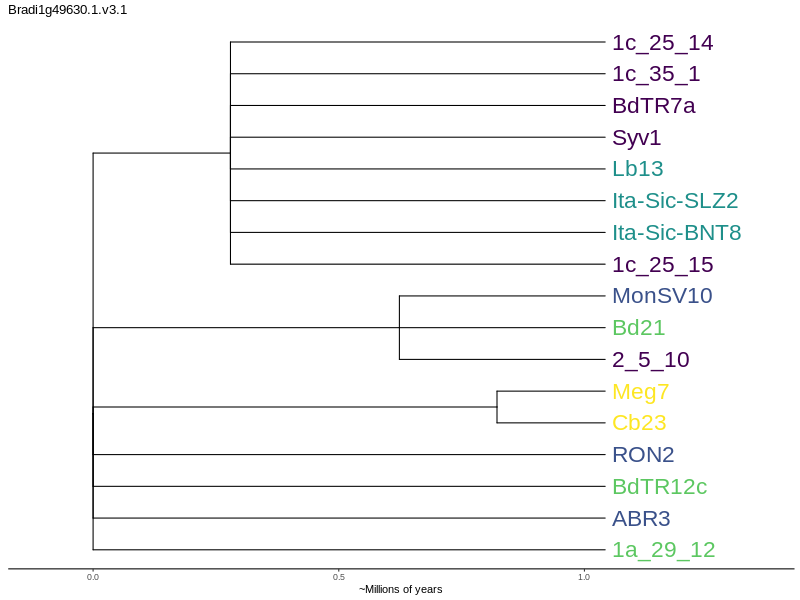 Bradi1g49630.1.v3.1
1c_25_14
1c_35_1
BdTR7a
Syv1
Lb13
Ita-Sic-SLZ2
Ita-Sic-BNT8
1c_25_15
MonSV10
Bd21
2_5_10
Meg7
Cb23
RON2
BdTR12c
ABR3
1a_29_12
0.0 0.5 1.0
~Millions of years